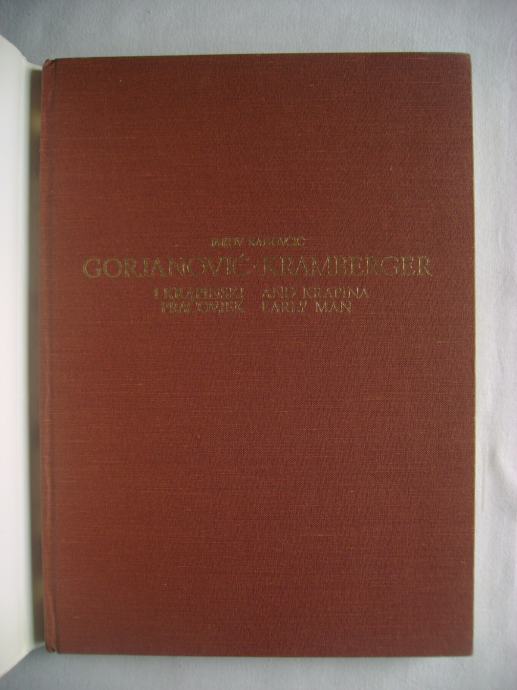 JAKOV RADOVČIĆ
GORJANOVIĆ-KRAMBERGER
I KRAPINSKI AND KRAPINA
PRAČOVJEK EARLY MAN